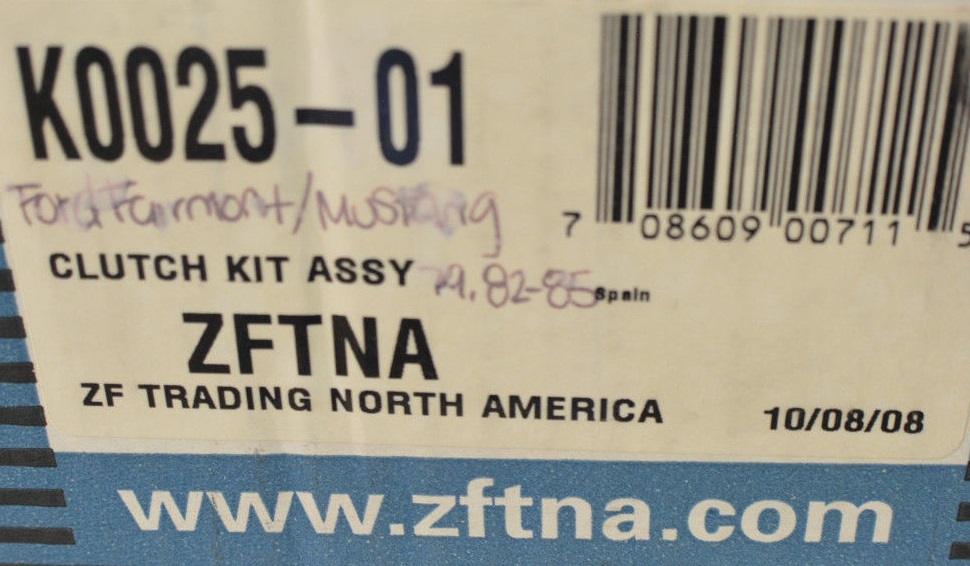 K0025-01
Ford Fairmont/Mustang
7 08609 00711 5
CLUTCH KIT ASSY 79.82-85 Spain
ZFTNA
ZF TRADING NORTH AMERICA
10/08/08
www.zftna.com